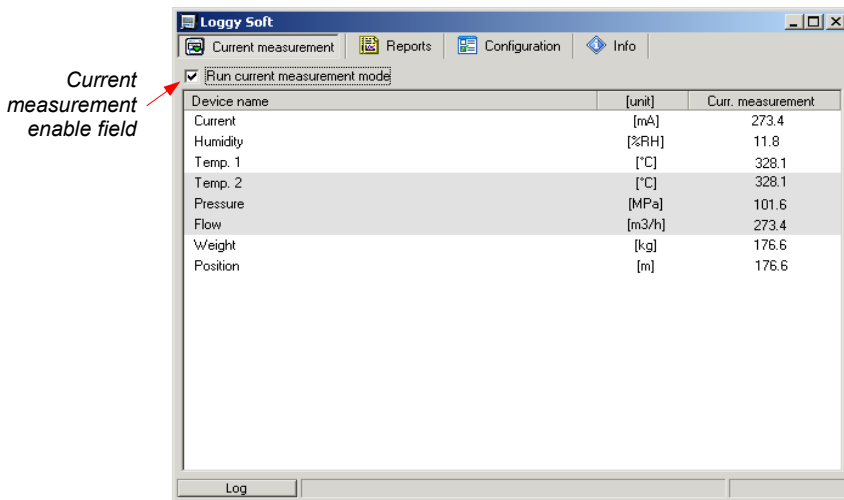 Loggy Soft
Current measurement Reports Configuration Info
Current
measurement
enable field
Run current measurement mode
Device name [unit] Curr. measurement
Current [mA] 273.4
Humidity [%RH] 11.8
Temp. 1 [°C] 328.1
Temp. 2 [°C] 328.1
Pressure [MPa] 101.6
Flow [m3/h] 273.4
Weight [kg] 176.6
Position [m] 176.6
Log